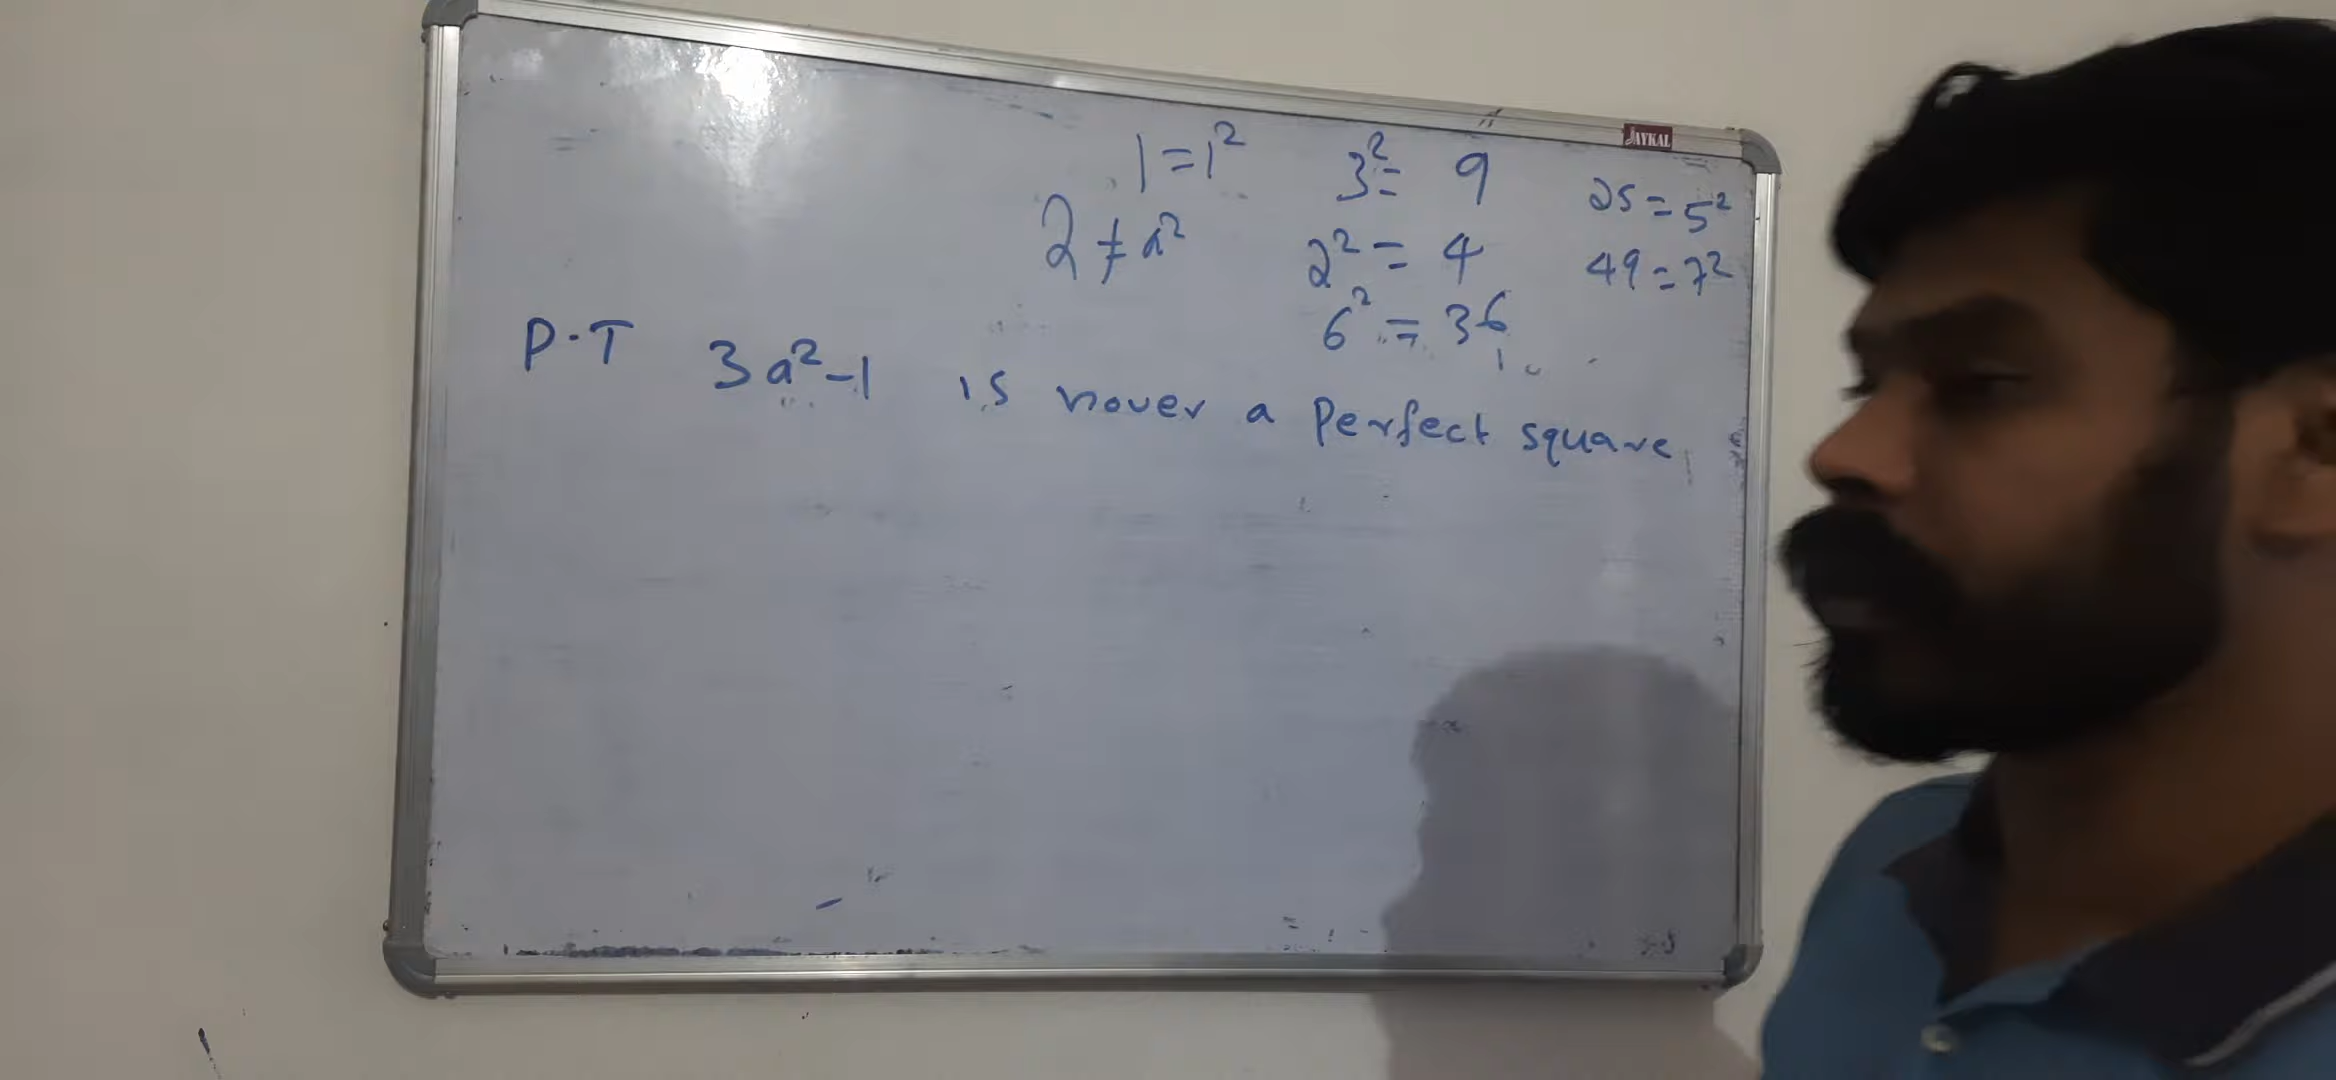 JAYKAL
1 = 1²
3² = 9
25 = 5²
2 ≠ a²
2² = 4
49 = 7²
6² = 36
P.T 3a²-1 is never a Perfect square